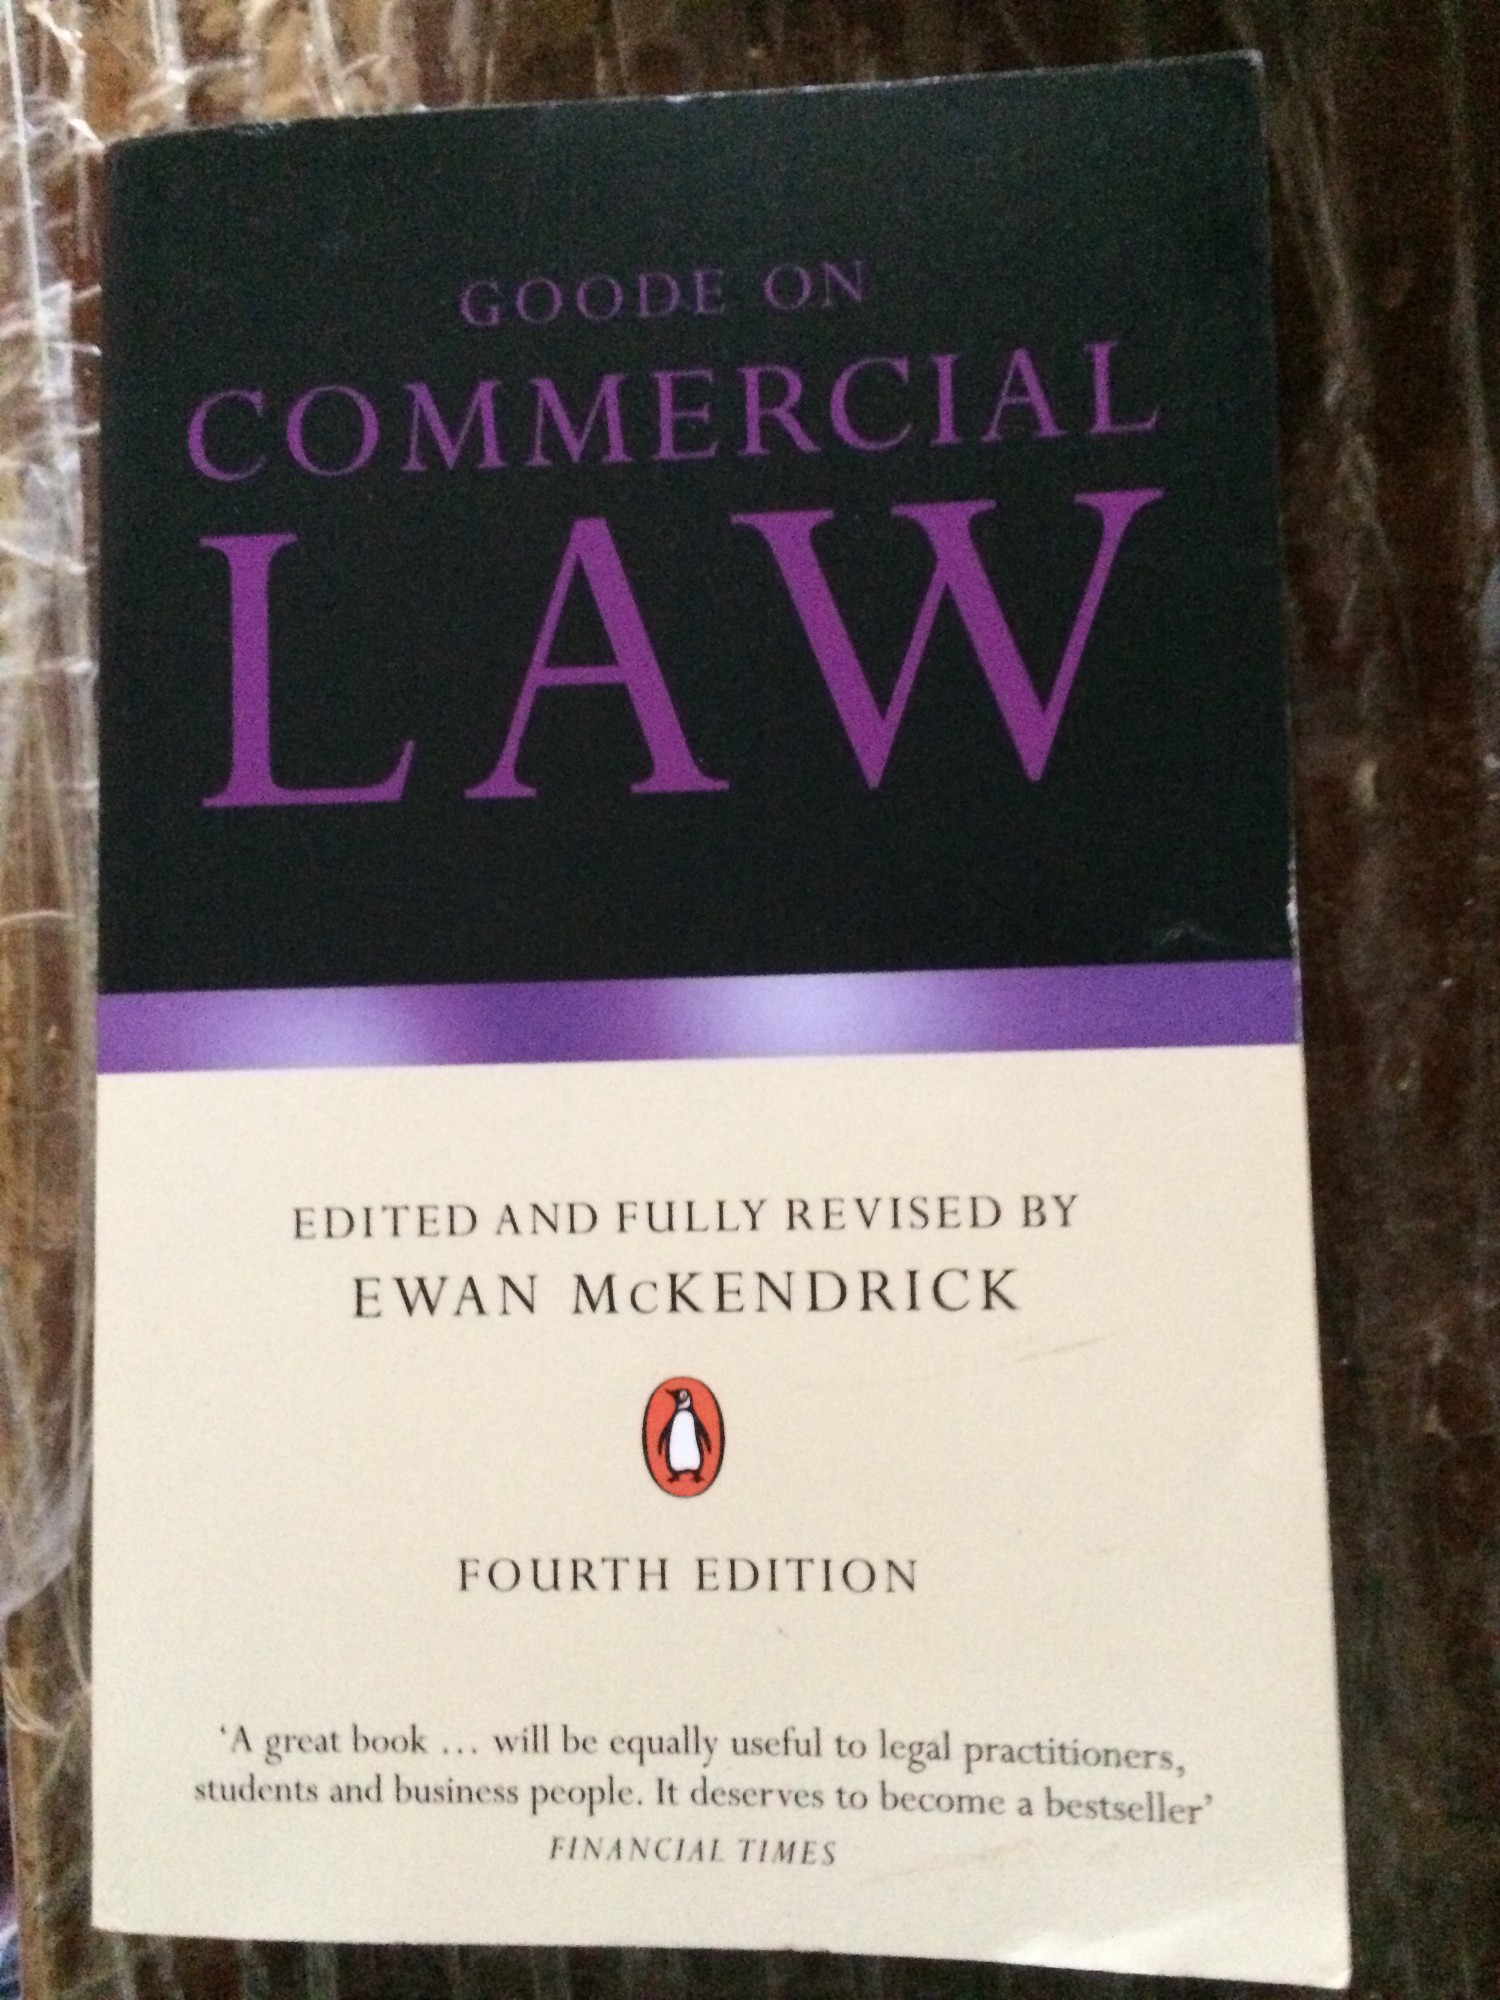 GOODE ON
COMMERCIAL
LAW
EDITED AND FULLY REVISED BY
EWAN McKENDRICK
FOURTH EDITION
‘A great book ... will be equally useful to legal practitioners,
students and business people. It deserves to become a bestseller’
FINANCIAL TIMES